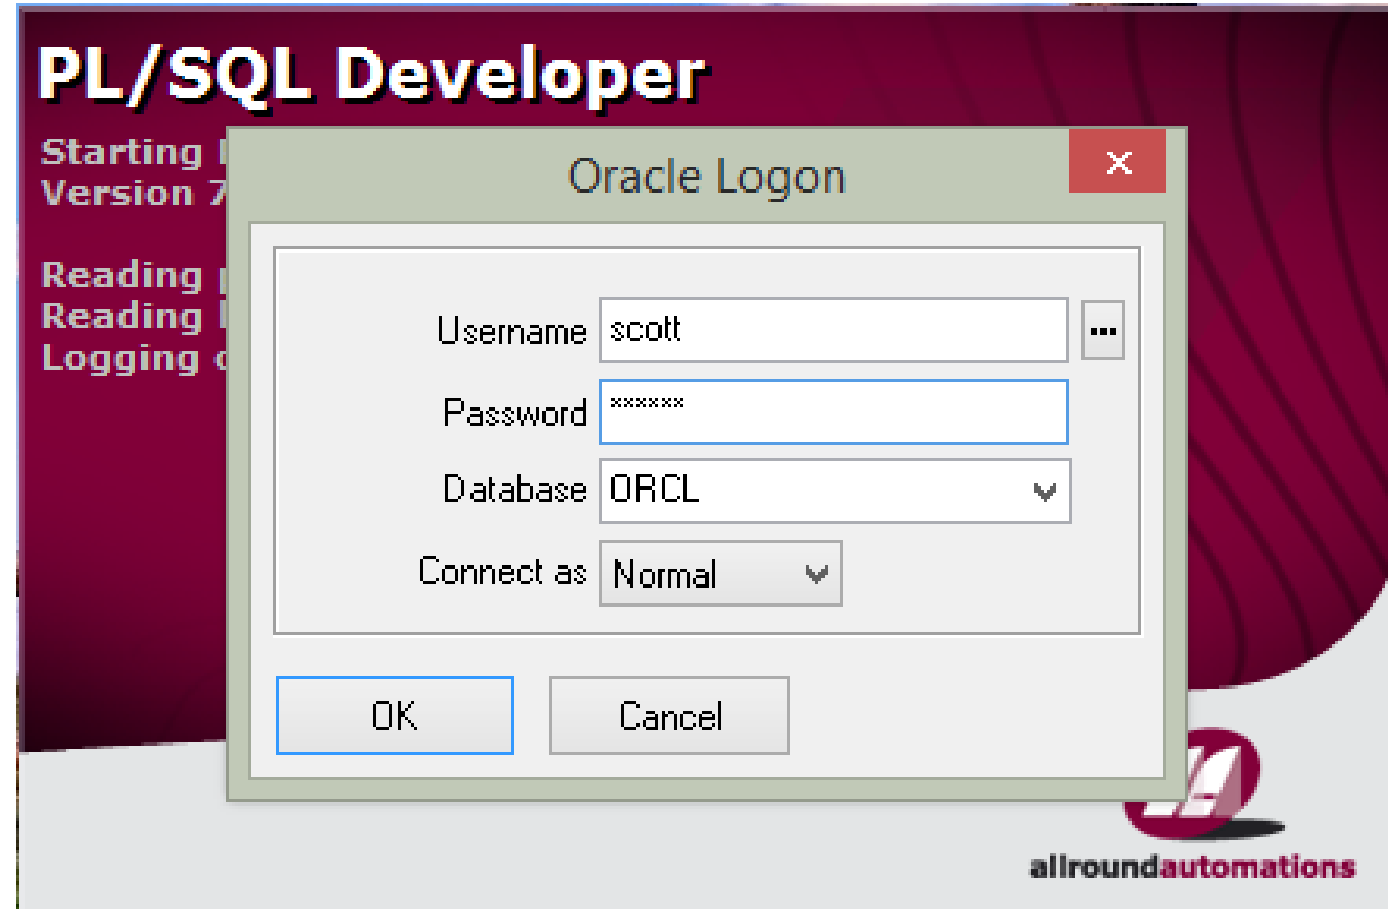 PL/SQL Developer
Starting
Version 7
Reading
Reading
Logging
Oracle Logon
Username scott
Password ******
Database ORCL
Connect as Normal
OK Cancel
allroundautomations